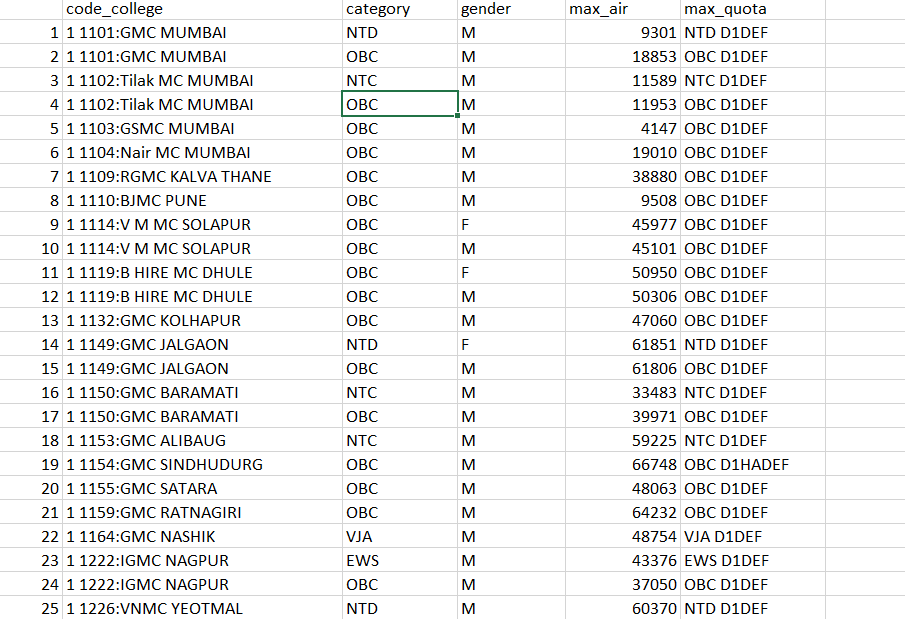 code_college category gender max_air max_quota
1 1 1101:GMC MUMBAI NTD M 9301 NTD D1DEF
2 1 1101:GMC MUMBAI OBC M 18853 OBC D1DEF
3 1 1102:Tilak MC MUMBAI NTC M 11589 NTC D1DEF
4 1 1102:Tilak MC MUMBAI OBC M 11953 OBC D1DEF
5 1 1103:GSMC MUMBAI OBC M 4147 OBC D1DEF
6 1 1104:Nair MC MUMBAI OBC M 19010 OBC D1DEF
7 1 1109:RGMC KALVA THANE OBC M 38880 OBC D1DEF
8 1 1110:BJMC PUNE OBC M 9508 OBC D1DEF
9 1 1114:V M MC SOLAPUR OBC F 45977 OBC D1DEF
10 1 1114:V M MC SOLAPUR OBC M 45101 OBC D1DEF
11 1 1119:B HIRE MC DHULE OBC F 50950 OBC D1DEF
12 1 1119:B HIRE MC DHULE OBC M 50306 OBC D1DEF
13 1 1132:GMC KOLHAPUR OBC M 47060 OBC D1DEF
14 1 1149:GMC JALGAON NTD F 61851 NTD D1DEF
15 1 1149:GMC JALGAON OBC M 61806 OBC D1DEF
16 1 1150:GMC BARAMATI NTC M 33483 NTC D1DEF
17 1 1150:GMC BARAMATI OBC M 39971 OBC D1DEF
18 1 1153:GMC ALIBAUG NTC M 59225 NTC D1DEF
19 1 1154:GMC SINDHUDURG OBC M 66748 OBC D1HADEF
20 1 1155:GMC SATARA OBC M 48063 OBC D1DEF
21 1 1159:GMC RATNAGIRI OBC M 64232 OBC D1DEF
22 1 1164:GMC NASHIK VJA M 48754 VJA D1DEF
23 1 1222:IGMC NAGPUR EWS M 43376 EWS D1DEF
24 1 1222:IGMC NAGPUR OBC M 37050 OBC D1DEF
25 1 1226:VNMC YEOTMAL NTD M 60370 NTD D1DEF